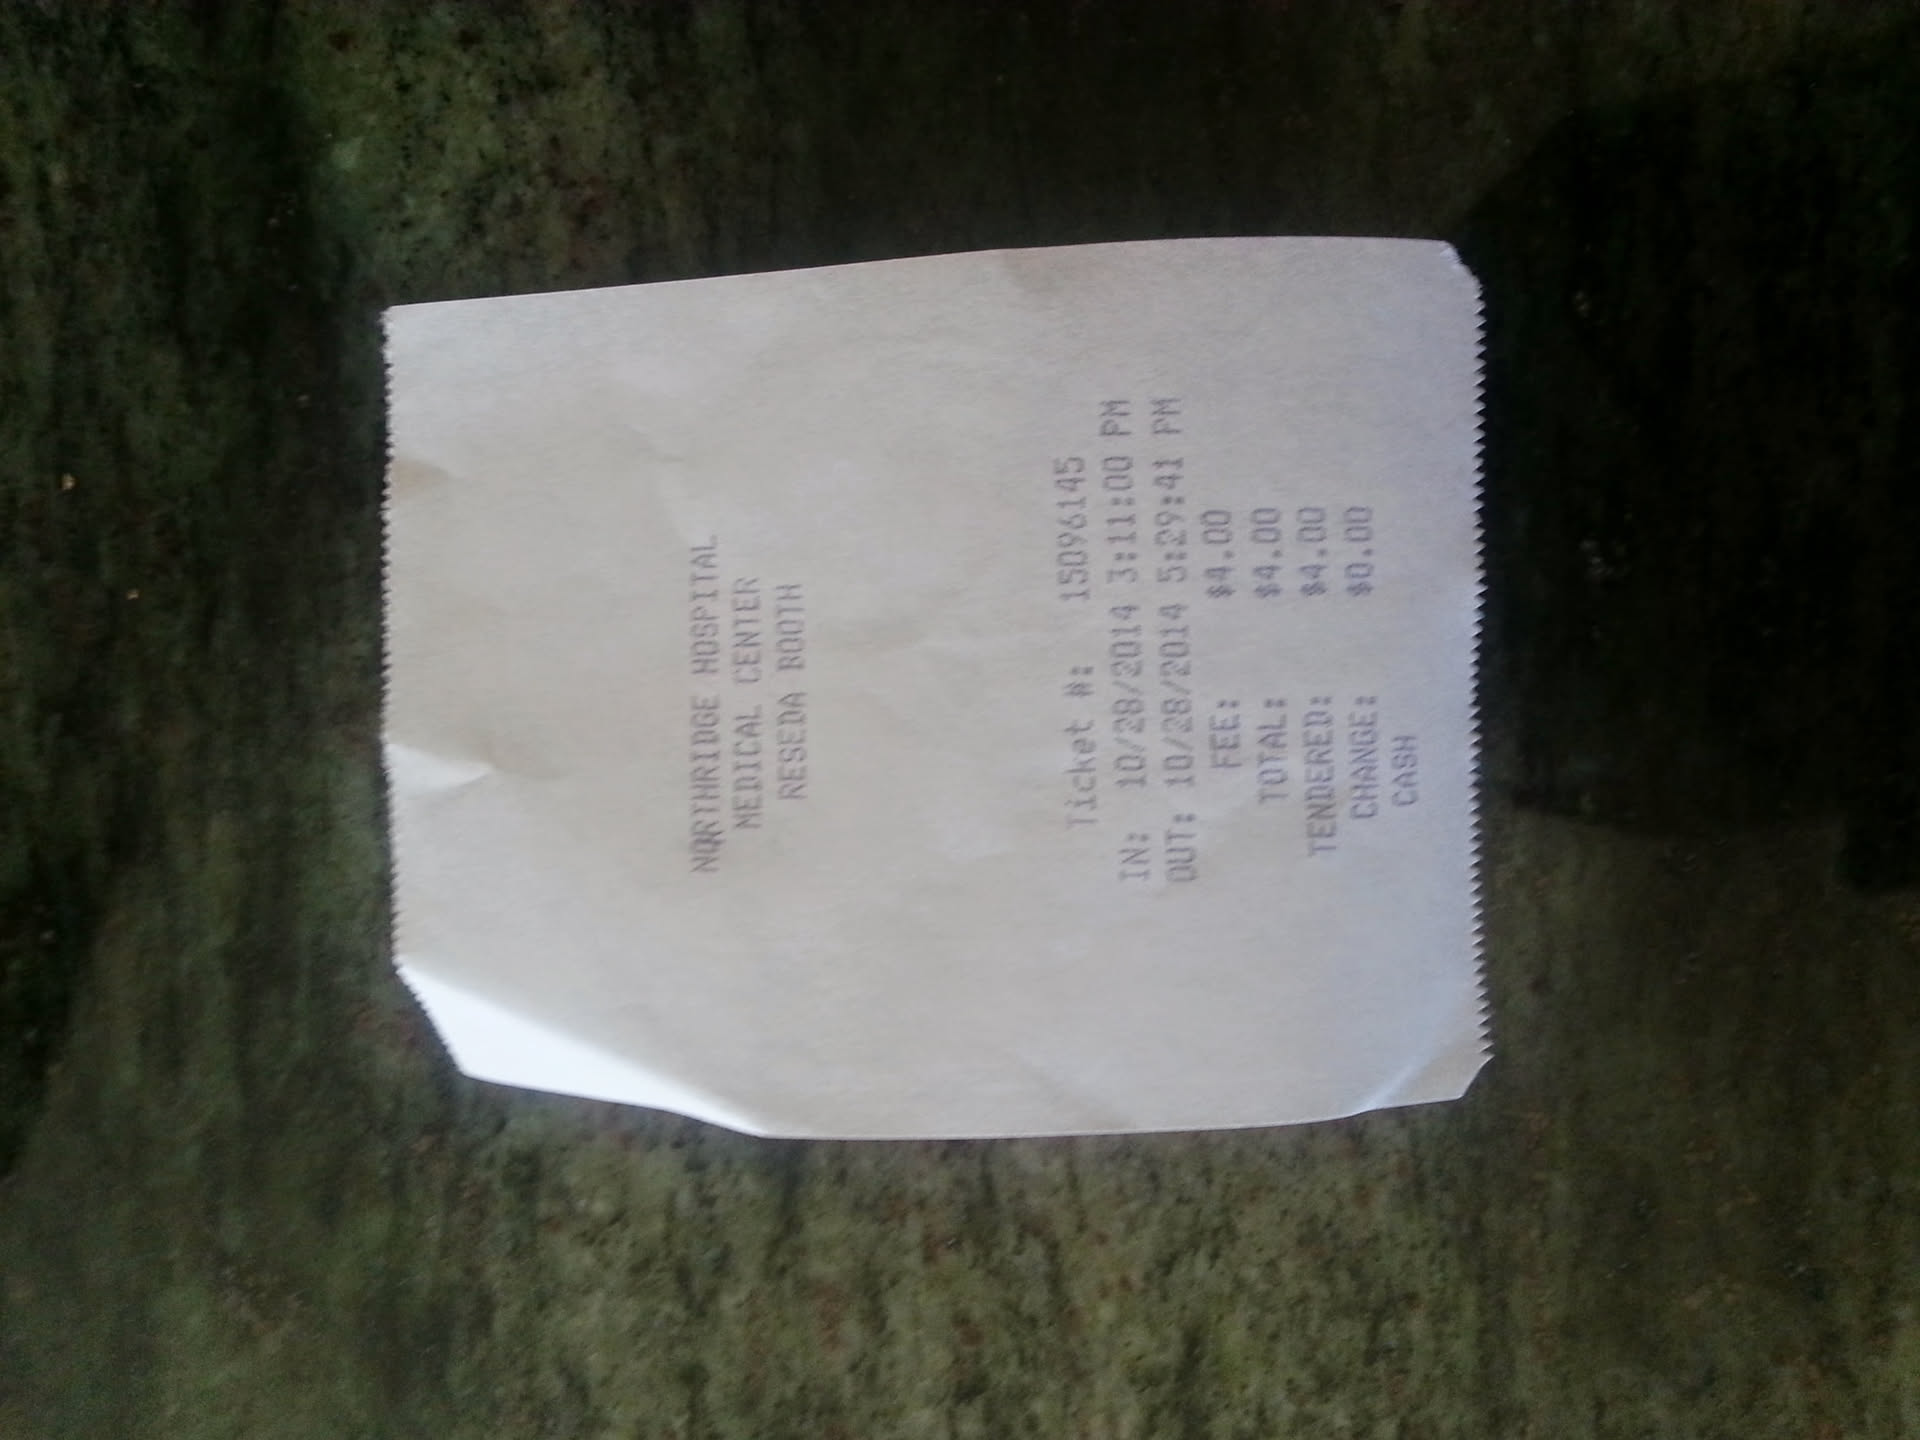 NORTHRIDGE HOSPITAL
MEDICAL CENTER
RESEDA BOOTH
Ticket #: 15096145
IN: 10/28/2014 3:11:00 PM
OUT: 10/28/2014 5:29:41 PM
FEE: $4.00
TOTAL: $4.00
TENDERED: $4.00
CHANGE: $0.00
CASH